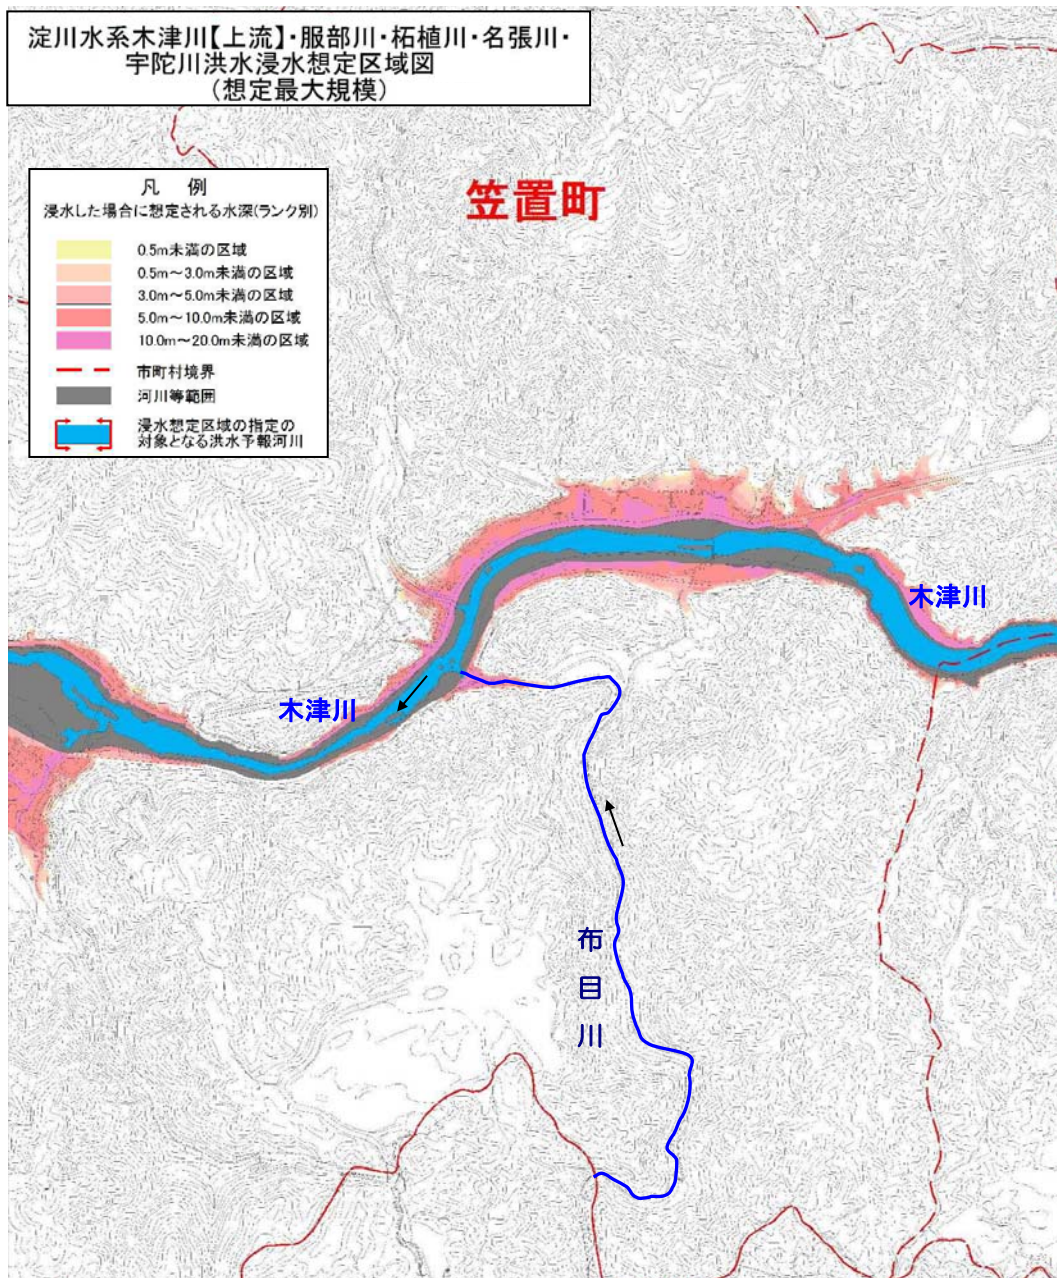 淀川水系木津川【上流】・服部川・柘植川・名張川・
宇陀川洪水浸水想定区域図
(想定最大規模)
凡 例
浸水した場合に想定される水深(ランク別)
0.5m未満の区域
0.5m～3.0m未満の区域
3.0m～5.0m未満の区域
5.0m～10.0m未満の区域
10.0m～20.0m未満の区域
市町村境界
河川等範囲
浸水想定区域の指定の
対象となる洪水予報河川
笠置町
木津川
木津川
布目川